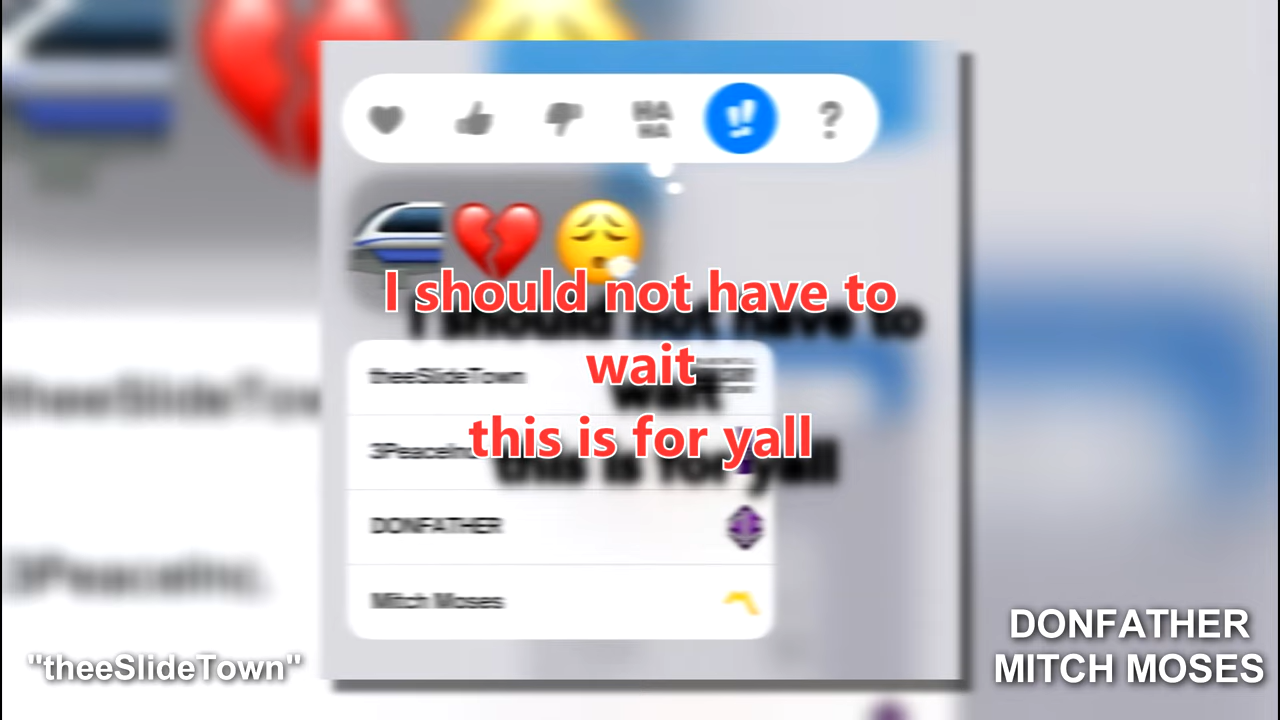 HA
HA
?
I should not have to
wait
this is for yall
theeSlideTown
3PeaceInc.
DONFATHER
Mitch Moses
"theeSlideTown"
DONFATHER
MITCH MOSES